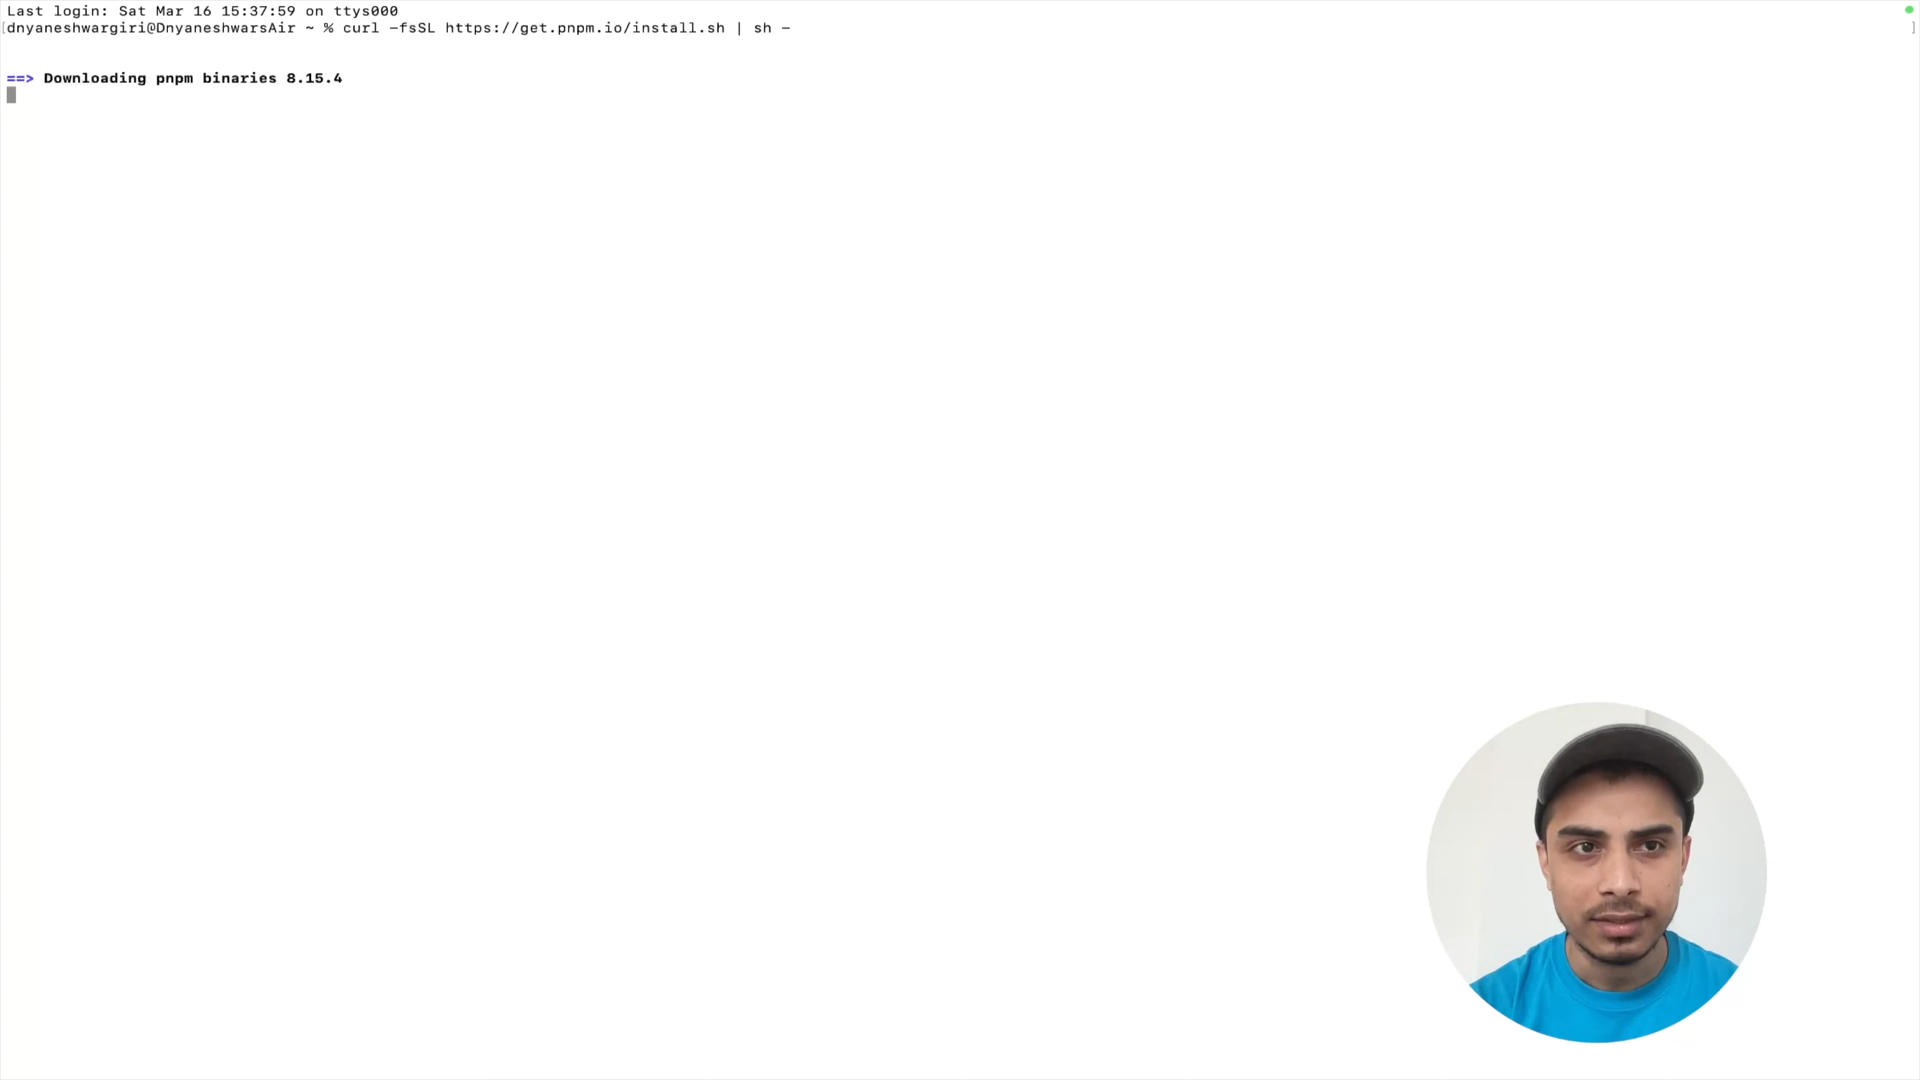 Last login: Sat Mar 16 15:37:59 on ttys000
[dnyaneshwargiri@DnyaneshwarsAir ~ % curl -fsSL https://get.pnpm.io/install.sh | sh - ]
==> Downloading pnpm binaries 8.15.4